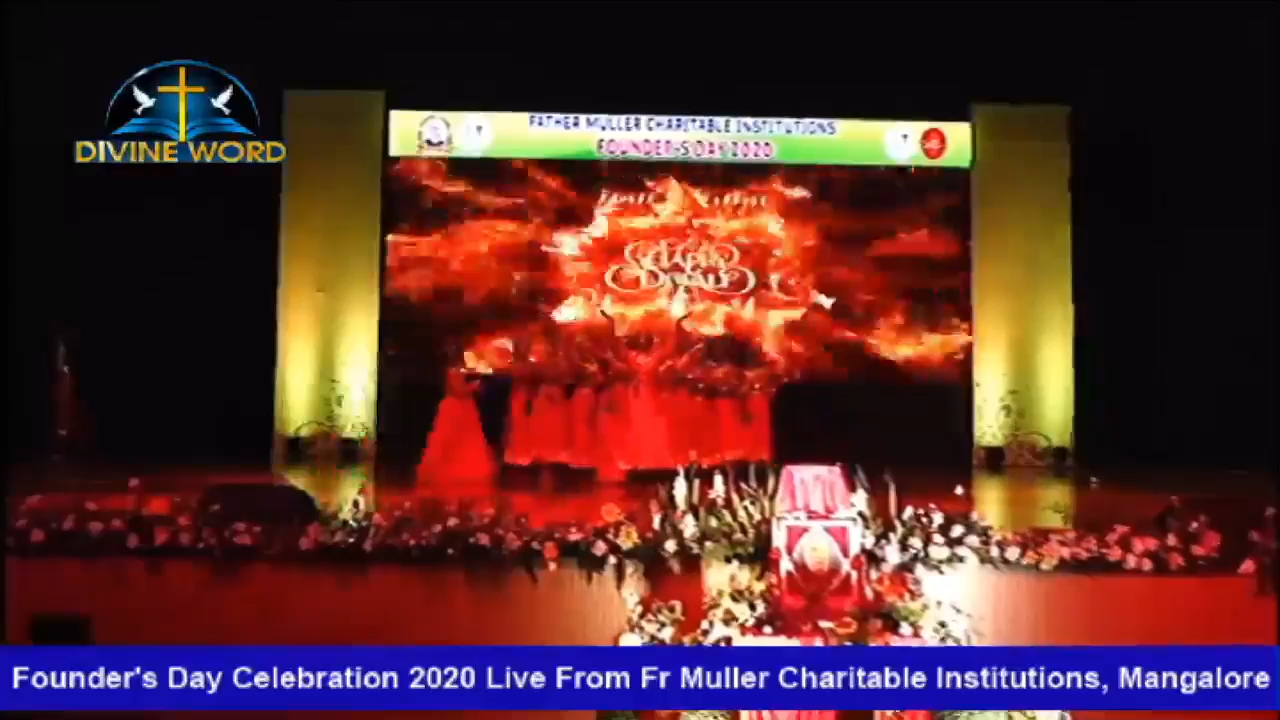 DIVINE WORD
FATHER MULLER CHARITABLE INSTITUTIONS
FOUNDER'S DAY 2020
Founder's Day Celebration 2020 Live From Fr Muller Charitable Institutions, Mangalore